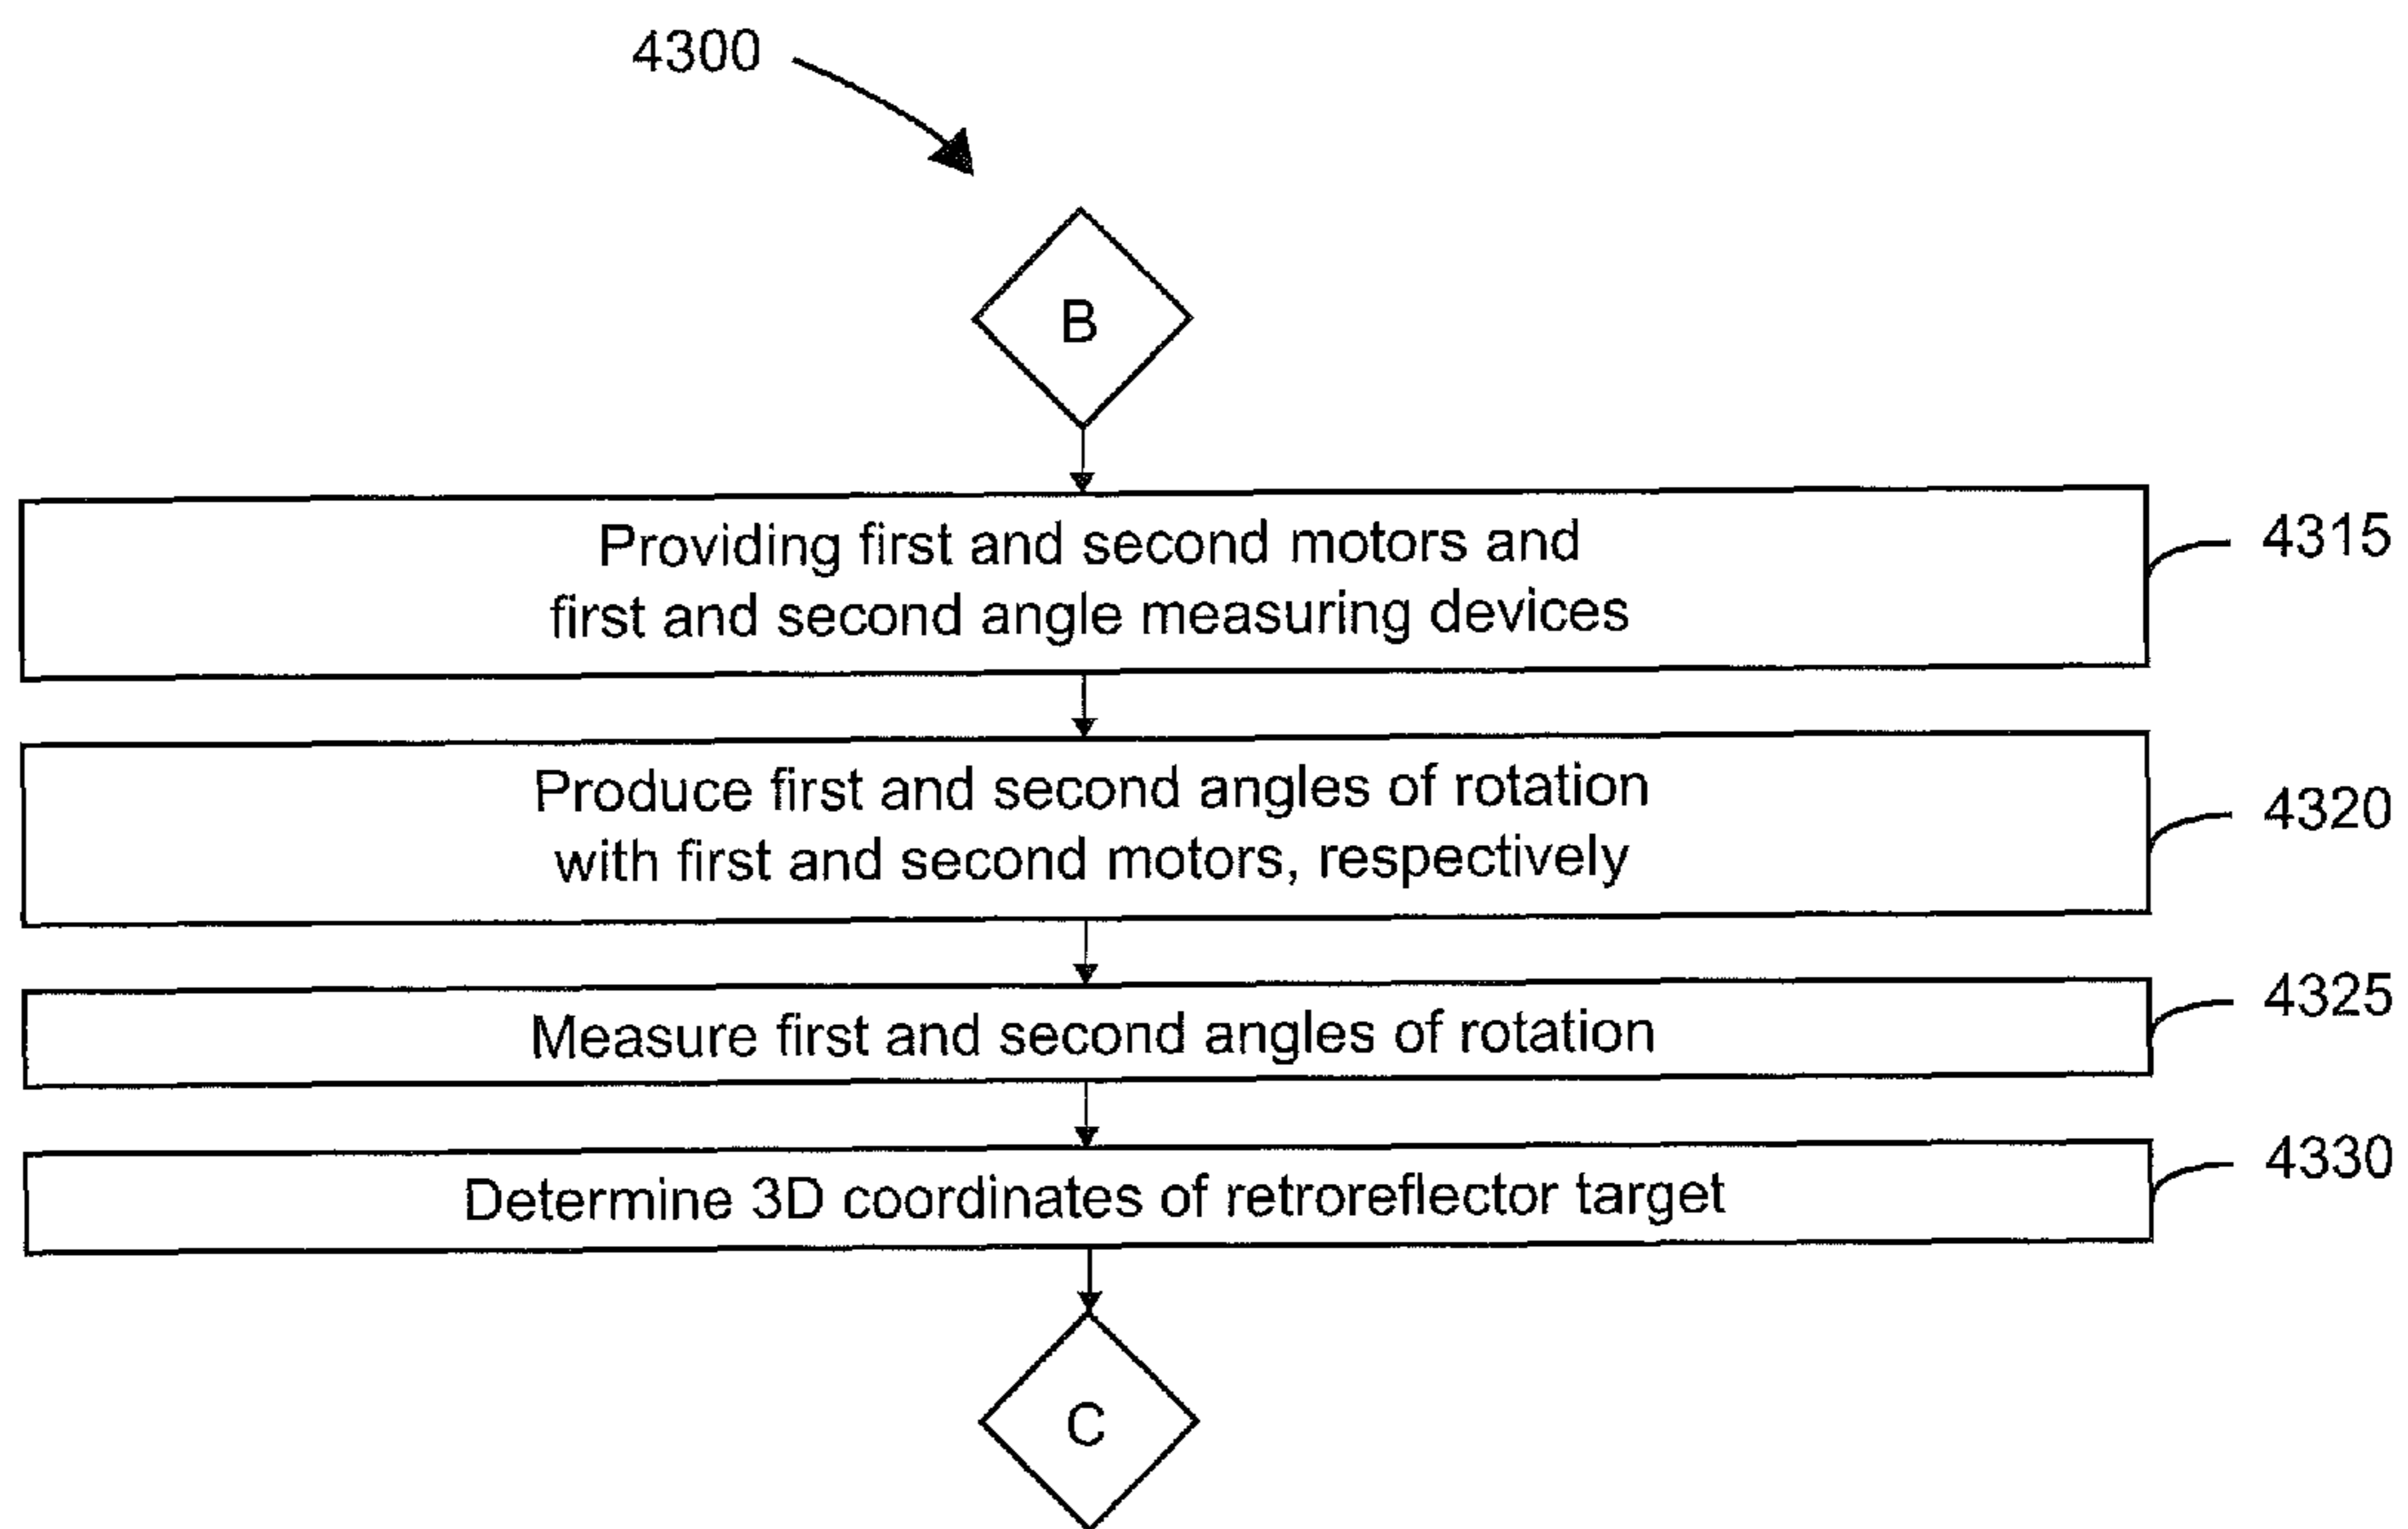 4300
B
Providing first and second motors and
first and second angle measuring devices
4315
Produce first and second angles of rotation
with first and second motors, respectively
4320
Measure first and second angles of rotation
4325
Determine 3D coordinates of retroreflector target
4330
C